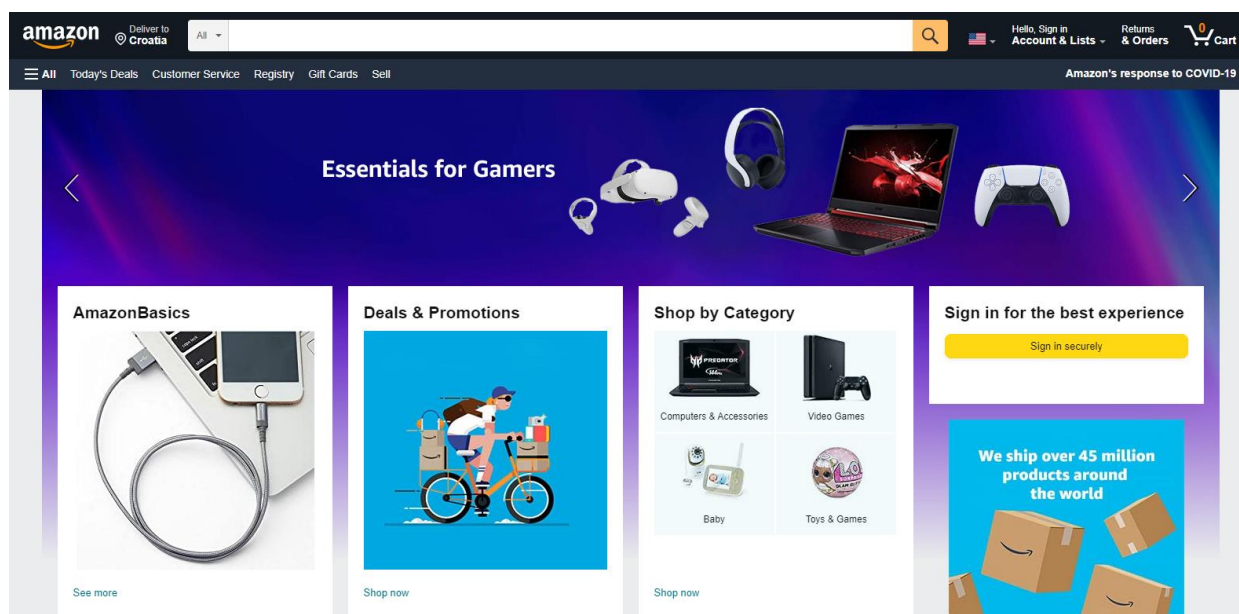 amazon
Deliver to
Croatia
All
Hello, Sign in
Account & Lists
Returns
& Orders
0
Cart
All
Today's Deals
Customer Service
Registry
Gift Cards
Sell
Amazon's response to COVID-19
Essentials for Gamers
AmazonBasics
See more
Deals & Promotions
Shop now
Shop by Category
PREDATOR
Computers & Accessories
Video Games
Baby
Toys & Games
Shop now
Sign in for the best experience
Sign in securely
We ship over 45 million
products around
the world